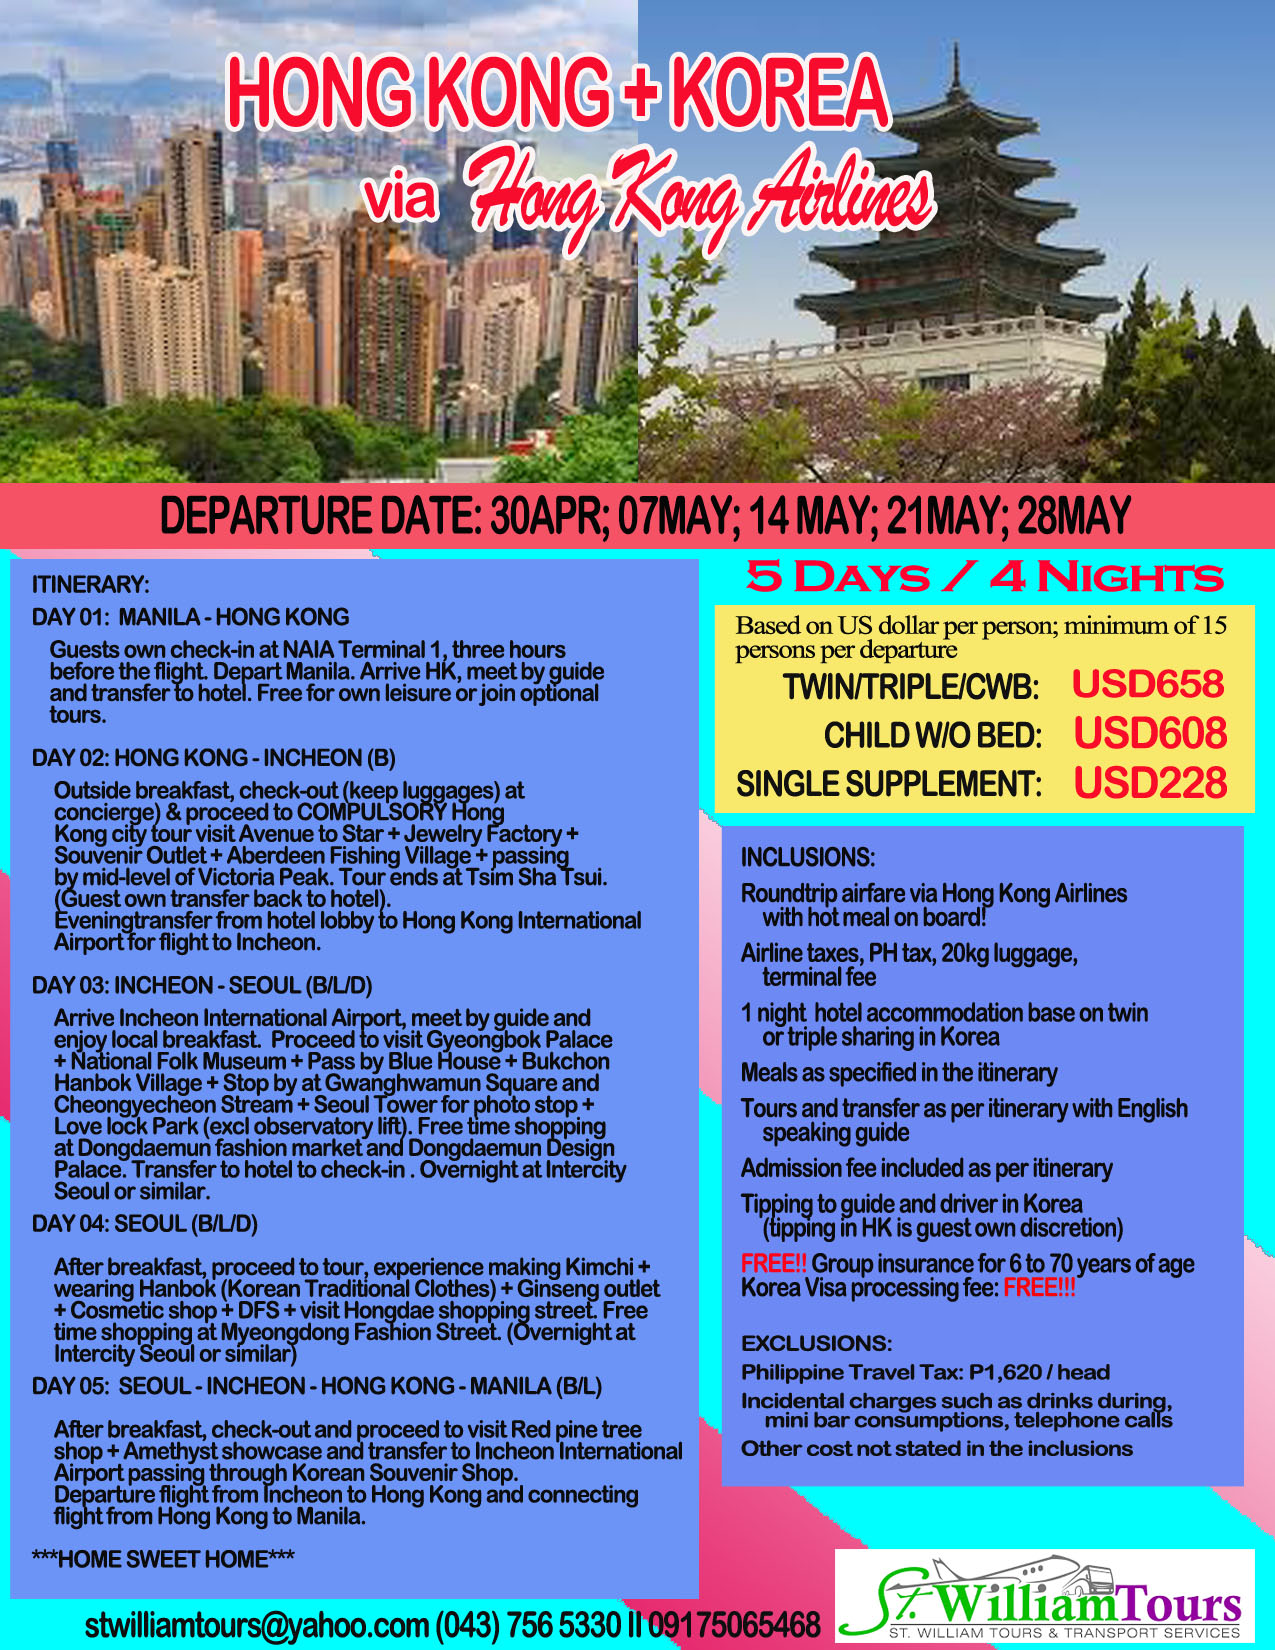 HONG KONG + KOREA
via Hong Kong Airlines
DEPARTURE DATE: 30APR; 07MAY; 14 MAY; 21MAY; 28MAY
ITINERARY:
DAY 01: MANILA - HONG KONG
Guests own check-in at NAIA Terminal 1, three hours
before the flight. Depart Manila. Arrive HK, meet by guide
and transfer to hotel. Free for own leisure or join optional
tours.
DAY 02: HONG KONG - INCHEON (B)
Outside breakfast, check-out (keep luggages) at
concierge) & proceed to COMPULSORY Hong
Kong city tour visit Avenue to Star + Jewelry Factory +
Souvenir Outlet + Aberdeen Fishing Village + passing
by mid-level of Victoria Peak. Tour ends at Tsim Sha Tsui.
(Guest own transfer back to hotel).
Eveningtransfer from hotel lobby to Hong Kong International
Airport for flight to Incheon.
DAY 03: INCHEON - SEOUL (B/L/D)
Arrive Incheon International Airport, meet by guide and
enjoy local breakfast. Proceed to visit Gyeongbok Palace
+ National Folk Museum + Pass by Blue House + Bukchon
Hanbok Village + Stop by at Gwanghwamun Square and
Cheongyecheon Stream + Seoul Tower for photo stop +
Love lock Park (excl observatory lift). Free time shopping
at Dongdaemun fashion market and Dongdaemun Design
Palace. Transfer to hotel to check-in . Overnight at Intercity
Seoul or similar.
DAY 04: SEOUL (B/L/D)
After breakfast, proceed to tour, experience making Kimchi +
wearing Hanbok (Korean Traditional Clothes) + Ginseng outlet
+ Cosmetic shop + DFS + visit Hongdae shopping street. Free
time shopping at Myeongdong Fashion Street. (Overnight at
Intercity Seoul or similar)
DAY 05: SEOUL - INCHEON - HONG KONG - MANILA (B/L)
After breakfast, check-out and proceed to visit Red pine tree
shop + Amethyst showcase and transfer to Incheon International
Airport passing through Korean Souvenir Shop.
Departure flight from Incheon to Hong Kong and connecting
flight from Hong Kong to Manila.
***HOME SWEET HOME***
5 DAYS / 4 NIGHTS
Based on US dollar per person; minimum of 15
persons per departure
TWIN/TRIPLE/CWB: USD658
CHILD W/O BED: USD608
SINGLE SUPPLEMENT: USD228
INCLUSIONS:
Roundtrip airfare via Hong Kong Airlines
with hot meal on board!
Airline taxes, PH tax, 20kg luggage,
terminal fee
1 night hotel accommodation base on twin
or triple sharing in Korea
Meals as specified in the itinerary
Tours and transfer as per itinerary with English
speaking guide
Admission fee included as per itinerary
Tipping to guide and driver in Korea
(tipping in HK is guest own discretion)
FREE!! Group insurance for 6 to 70 years of age
Korea Visa processing fee: FREE!!!
EXCLUSIONS:
Philippine Travel Tax: P1,620 / head
Incidental charges such as drinks during,
mini bar consumptions, telephone calls
Other cost not stated in the inclusions
stwilliamtours@yahoo.com (043) 756 5330 II 09175065468
St. William Tours
ST. WILLIAM TOURS & TRANSPORT SERVICES